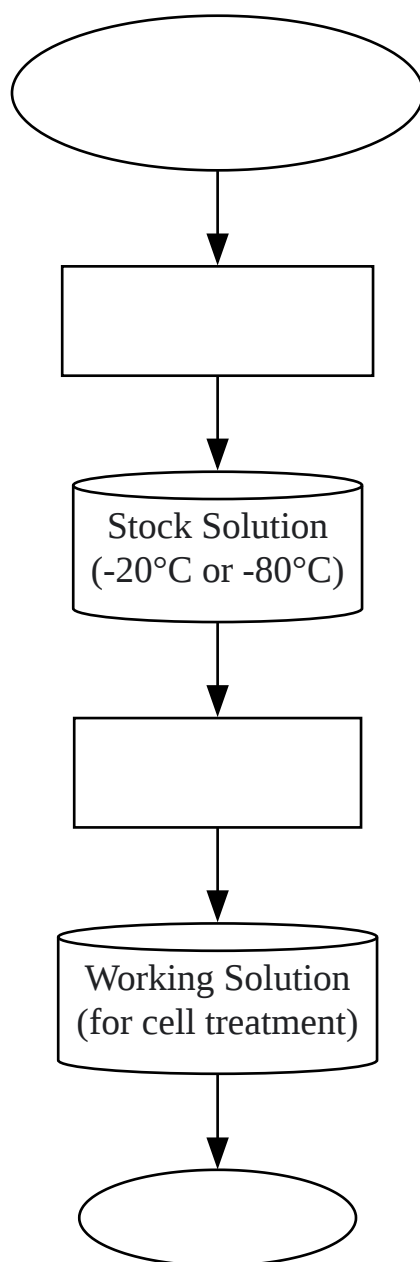 Stock Solution
(-20°C or -80°C)
Working Solution
(for cell treatment)